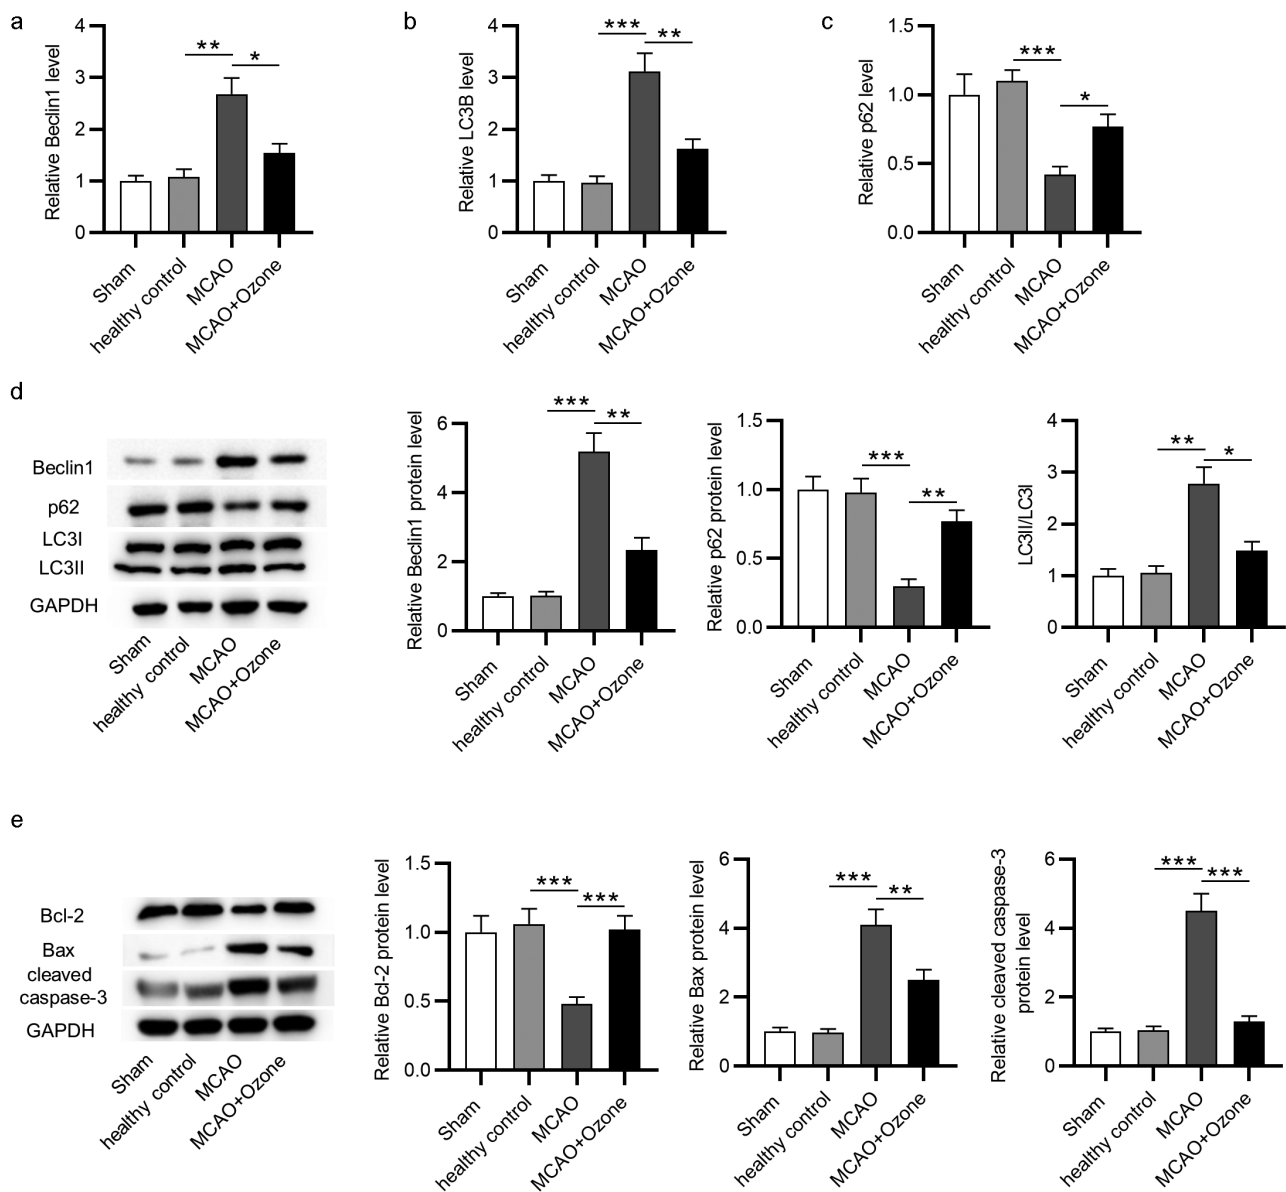 a
Relative Beclin1 level
4
3
2
1
0
**
*
Sham
healthy control
MCAO
MCAO+Ozone
b
Relative LC3B level
4
3
2
1
0
***
**
Sham
healthy control
MCAO
MCAO+Ozone
c
Relative p62 level
1.5
1.0
0.5
0.0
***
*
Sham
healthy control
MCAO
MCAO+Ozone
d
Beclin1
p62
LC3I
LC3II
GAPDH
Sham
healthy control
MCAO
MCAO+Ozone
Relative Beclin1 protein level
6
4
2
0
***
**
Sham
healthy control
MCAO
MCAO+Ozone
Relative p62 protein level
1.5
1.0
0.5
0.0
***
**
Sham
healthy control
MCAO
MCAO+Ozone
LC3II/LC3I
4
3
2
1
0
**
*
Sham
healthy control
MCAO
MCAO+Ozone
e
Bcl-2
Bax
cleaved
caspase-3
GAPDH
Sham
healthy control
MCAO
MCAO+Ozone
Relative Bcl-2 protein level
1.5
1.0
0.5
0.0
***
***
Sham
healthy control
MCAO
MCAO+Ozone
Relative Bax protein level
6
4
2
0
***
**
Sham
healthy control
MCAO
MCAO+Ozone
Relative cleaved caspase-3
protein level
6
4
2
0
***
***
Sham
healthy control
MCAO
MCAO+Ozone